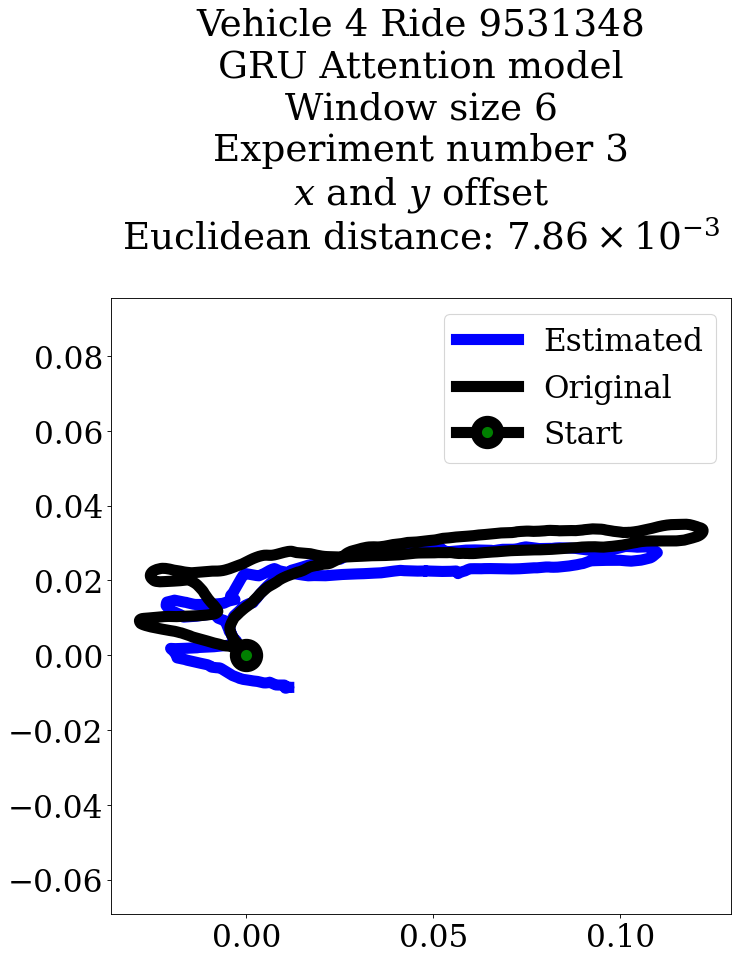 Vehicle 4 Ride 9531348
GRU Attention model
Window size 6
Experiment number 3
x and y offset
Euclidean distance: 7.86 × 10⁻³
Estimated
Original
Start
0.08
0.06
0.04
0.02
0.00
−0.02
−0.04
−0.06
0.00 0.05 0.10